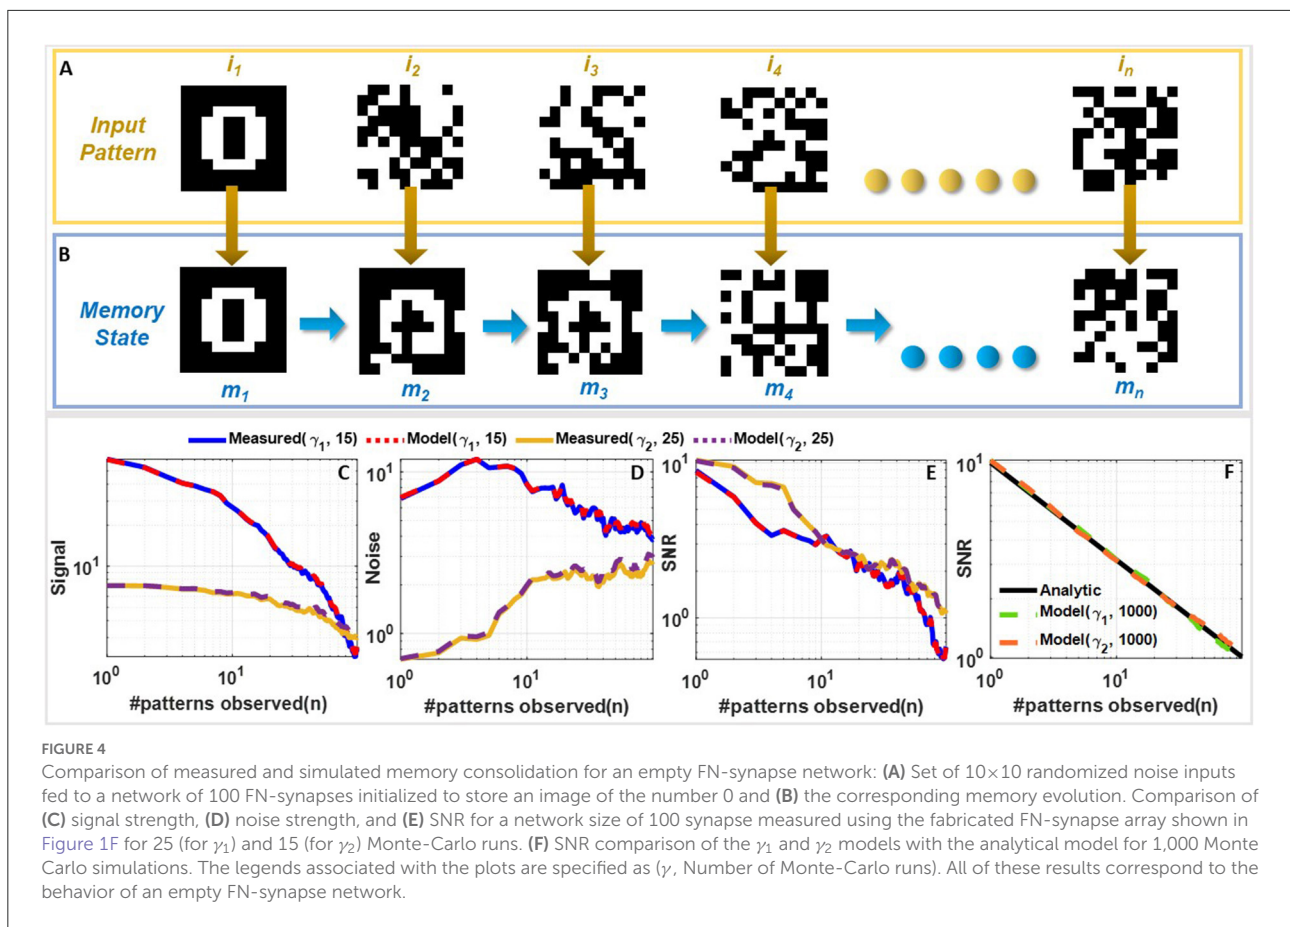 A
i1 i2 i3 i4 in
Input
Pattern
B
Memory
State
m1 m2 m3 m4 mn
Measured(γ1, 15) Model(γ1, 15) Measured(γ2, 25) Model(γ2, 25)
C
Signal
10^1
10^0 10^1
#patterns observed(n)
D
Noise
10^1
10^0
10^0 10^1
#patterns observed(n)
E
SNR
10^1
10^0
10^0 10^1
#patterns observed(n)
F
SNR
10^1
10^0
Analytic
Model(γ1, 1000)
Model(γ2, 1000)
10^0 10^1
#patterns observed(n)
FIGURE 4
Comparison of measured and simulated memory consolidation for an empty FN-synapse network: (A) Set of 10×10 randomized noise inputs
fed to a network of 100 FN-synapses initialized to store an image of the number 0 and (B) the corresponding memory evolution. Comparison of
(C) signal strength, (D) noise strength, and (E) SNR for a network size of 100 synapse measured using the fabricated FN-synapse array shown in
Figure 1F for 25 (for γ1) and 15 (for γ2) Monte-Carlo runs. (F) SNR comparison of the γ1 and γ2 models with the analytical model for 1,000 Monte
Carlo simulations. The legends associated with the plots are specified as (γ, Number of Monte-Carlo runs). All of these results correspond to the
behavior of an empty FN-synapse network.